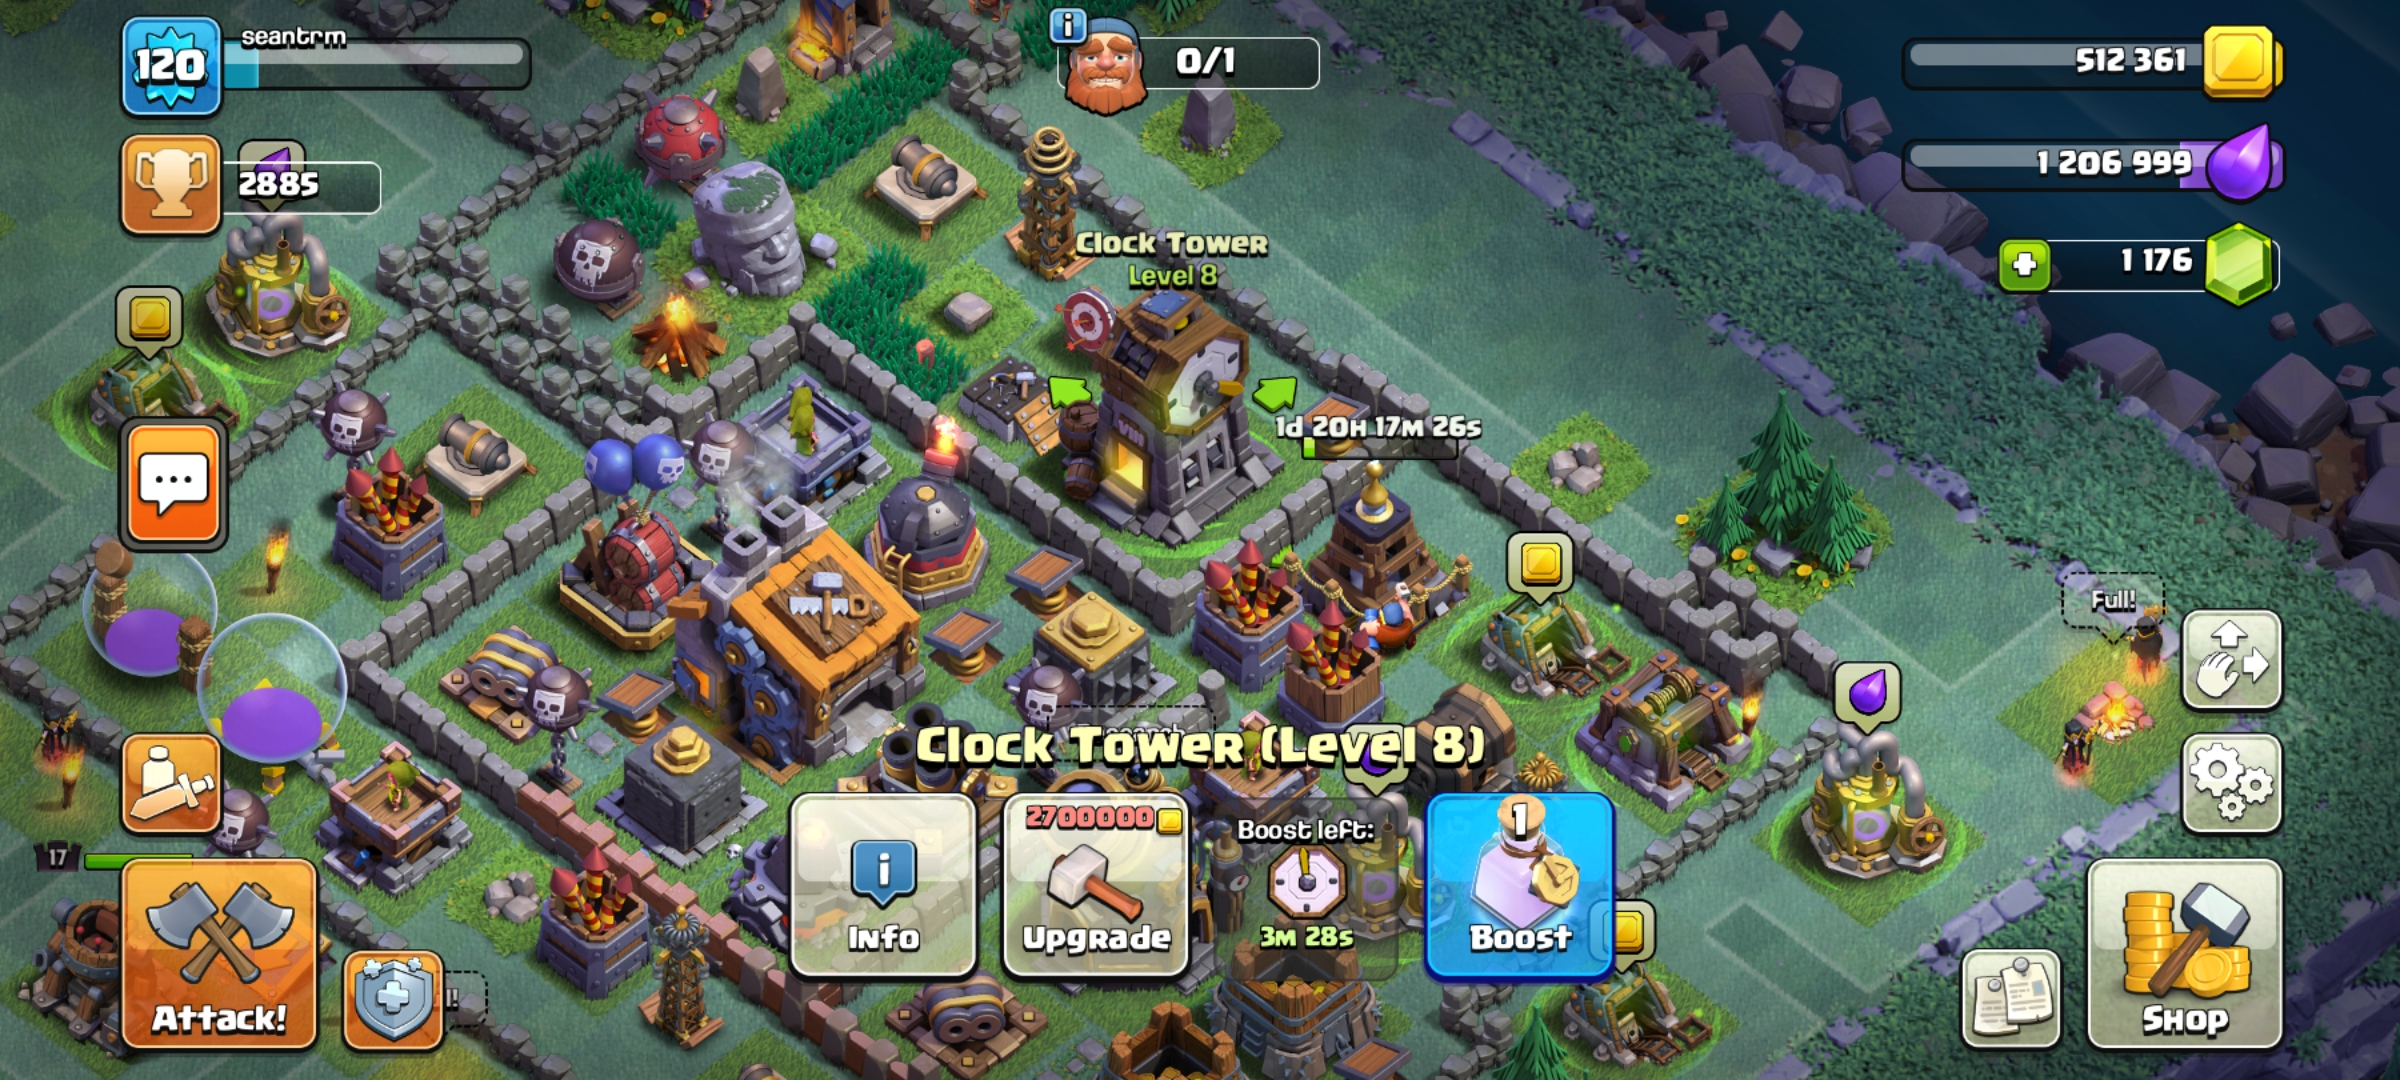 120
seantrm
i
0/1
512 361
2885
1 206 999
1 176
Clock Tower
Level 8
VIII
1d 20h 17m 26s
Full!
Clock Tower (Level 8)
2700000
Boost left:
1
17
i
Info
Upgrade
3m 28s
Boost
Attack!
Shop